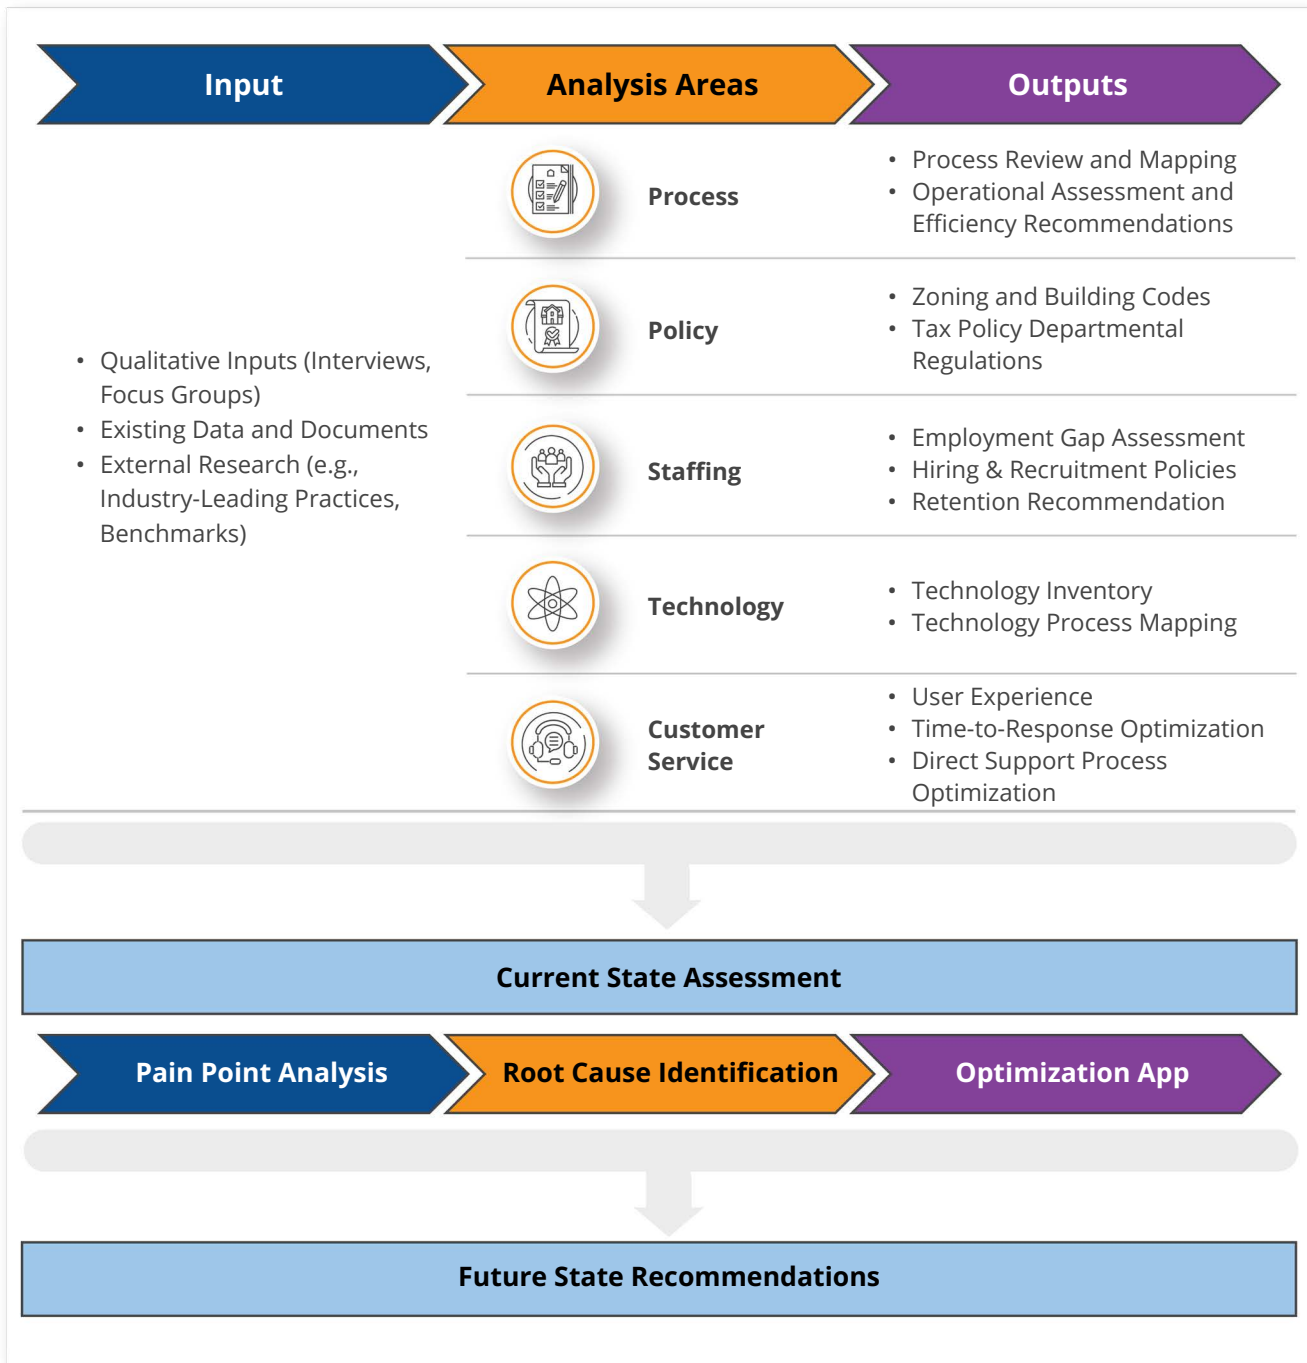 Input
Analysis Areas
Outputs
• Qualitative Inputs (Interviews,
Focus Groups)
• Existing Data and Documents
• External Research (e.g.,
Industry-Leading Practices,
Benchmarks)
Process
• Process Review and Mapping
• Operational Assessment and
Efficiency Recommendations
Policy
• Zoning and Building Codes
• Tax Policy Departmental
Regulations
Staffing
• Employment Gap Assessment
• Hiring & Recruitment Policies
• Retention Recommendation
Technology
• Technology Inventory
• Technology Process Mapping
Customer
Service
• User Experience
• Time-to-Response Optimization
• Direct Support Process
Optimization
Current State Assessment
Pain Point Analysis
Root Cause Identification
Optimization App
Future State Recommendations